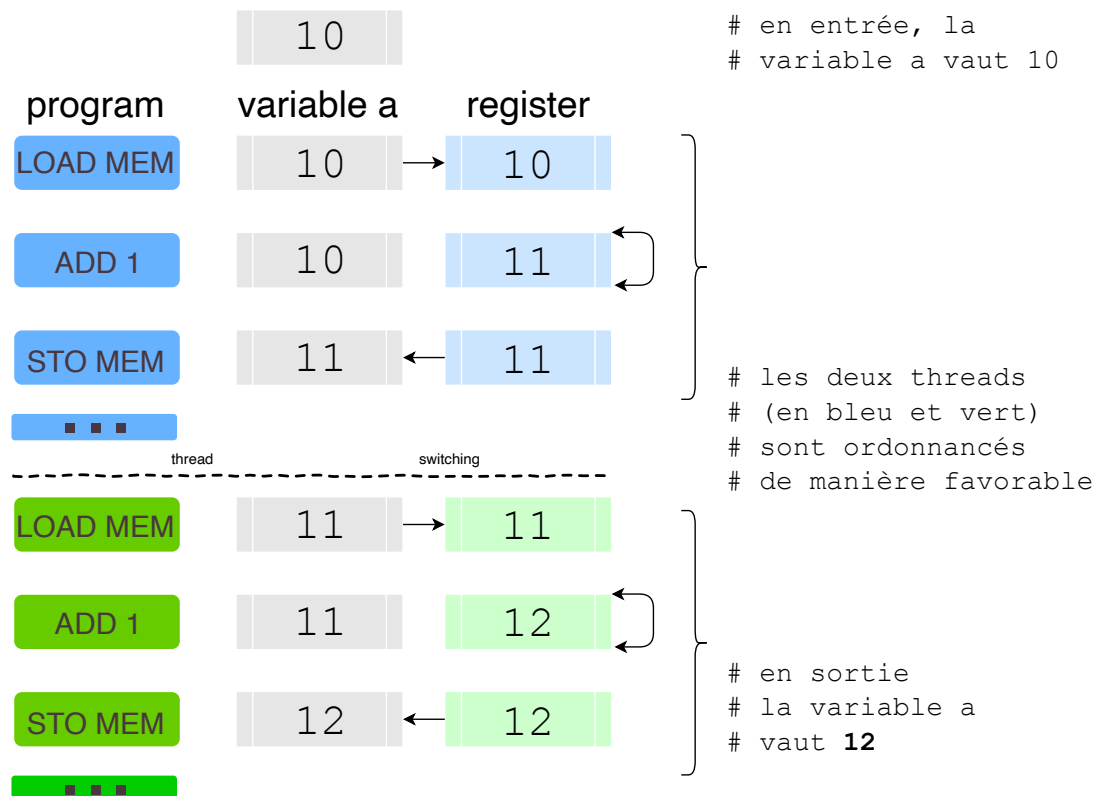 10
# en entrée, la
# variable a vaut 10
program variable a register
LOAD MEM 10 10
ADD 1 10 11
STO MEM 11 11
# les deux threads
# (en bleu et vert)
# sont ordonnancés
# de manière favorable
thread switching
LOAD MEM 11 11
ADD 1 11 12
STO MEM 12 12
# en sortie
# la variable a
# vaut 12